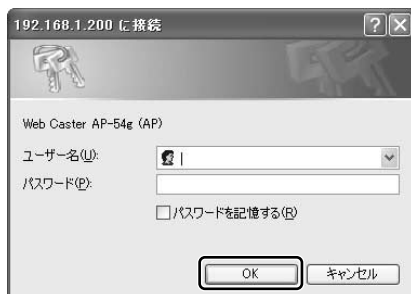 192.168.1.200 に接続
Web Caster AP-54g (AP)
ユーザー名(U):
パスワード(P):
パスワードを記憶する(R)
OK
キャンセル